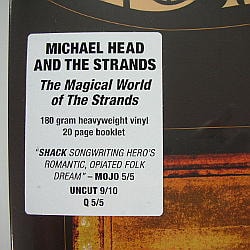 MICHAEL HEAD
AND THE STRANDS
The Magical World
of The Strands
180 gram heavyweight vinyl
20 page booklet
"SHACK SONGWRITING HERO'S
ROMANTIC, OPIATED FOLK
DREAM" – MOJO 5/5
UNCUT 9/10
Q 5/5